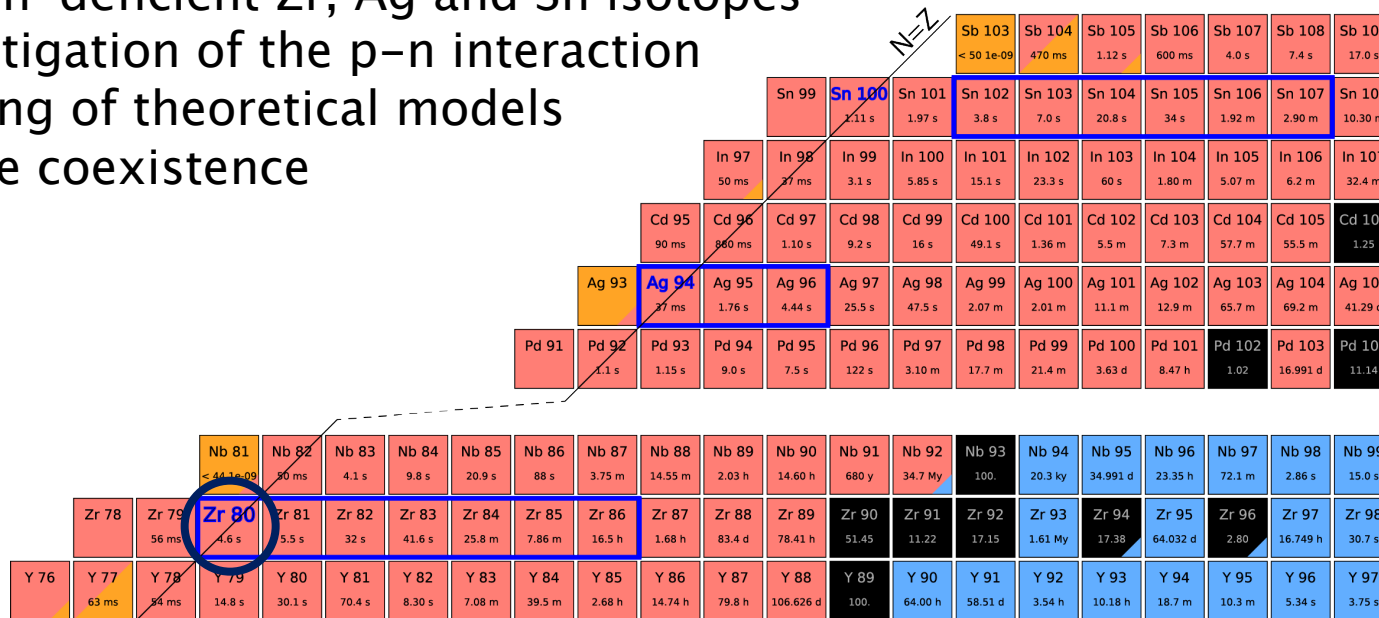 n-deficient Zr, Ag and Sn isotopes
tigation of the p-n interaction
ng of theoretical models
e coexistence
N=Z
Sb 103 Sb 104 Sb 105 Sb 106 Sb 107 Sb 108 Sb 10
< 50 1e-09 470 ms 1.12 s 600 ms 4.0 s 7.4 s 17.0 s
Sn 99 Sn 100 Sn 101 Sn 102 Sn 103 Sn 104 Sn 105 Sn 106 Sn 107 Sn 10
1.11 s 1.97 s 3.8 s 7.0 s 20.8 s 34 s 1.92 m 2.90 m 10.30 m
In 97 In 98 In 99 In 100 In 101 In 102 In 103 In 104 In 105 In 106 In 107
50 ms 37 ms 3.1 s 5.85 s 15.1 s 23.3 s 60 s 1.80 m 5.07 m 6.2 m 32.4 m
Cd 95 Cd 96 Cd 97 Cd 98 Cd 99 Cd 100 Cd 101 Cd 102 Cd 103 Cd 104 Cd 105 Cd 10
90 ms 880 ms 1.10 s 9.2 s 16 s 49.1 s 1.36 m 5.5 m 7.3 m 57.7 m 55.5 m 1.25
Ag 93 Ag 94 Ag 95 Ag 96 Ag 97 Ag 98 Ag 99 Ag 100 Ag 101 Ag 102 Ag 103 Ag 104 Ag 10
37 ms 1.76 s 4.44 s 25.5 s 47.5 s 2.07 m 2.01 m 11.1 m 12.9 m 65.7 m 69.2 m 41.29 d
Pd 91 Pd 92 Pd 93 Pd 94 Pd 95 Pd 96 Pd 97 Pd 98 Pd 99 Pd 100 Pd 101 Pd 102 Pd 103 Pd 10
1.1 s 1.15 s 9.0 s 7.5 s 122 s 3.10 m 17.7 m 21.4 m 3.63 d 8.47 h 1.02 16.991 d 11.14
Nb 81 Nb 82 Nb 83 Nb 84 Nb 85 Nb 86 Nb 87 Nb 88 Nb 89 Nb 90 Nb 91 Nb 92 Nb 93 Nb 94 Nb 95 Nb 96 Nb 97 Nb 98 Nb 99
< 44 1e-09 50 ms 4.1 s 9.8 s 20.9 s 88 s 3.75 m 14.55 m 2.03 h 14.60 h 680 y 34.7 My 100. 20.3 ky 34.991 d 23.35 h 72.1 m 2.86 s 15.0 s
Zr 78 Zr 79 Zr 80 Zr 81 Zr 82 Zr 83 Zr 84 Zr 85 Zr 86 Zr 87 Zr 88 Zr 89 Zr 90 Zr 91 Zr 92 Zr 93 Zr 94 Zr 95 Zr 96 Zr 97 Zr 98
56 ms 4.6 s 5.5 s 32 s 41.6 s 25.8 m 7.86 m 16.5 h 1.68 h 83.4 d 78.41 h 51.45 11.22 17.15 1.61 My 17.38 64.032 d 2.80 16.749 h 30.7 s
Y 76 Y 77 Y 78 Y 79 Y 80 Y 81 Y 82 Y 83 Y 84 Y 85 Y 86 Y 87 Y 88 Y 89 Y 90 Y 91 Y 92 Y 93 Y 94 Y 95 Y 96 Y 97
63 ms 54 ms 14.8 s 30.1 s 70.4 s 8.30 s 7.08 m 39.5 m 2.68 h 14.74 h 79.8 h 106.626 d 100. 64.00 h 58.51 d 3.54 h 10.18 h 18.7 m 10.3 m 5.34 s 3.75 s